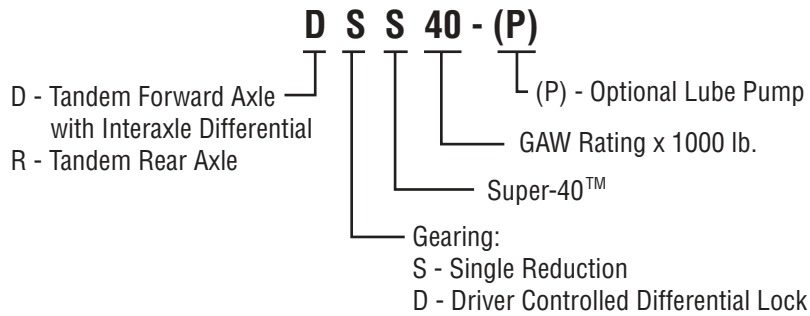 D S S 40 - (P)
D - Tandem Forward Axle
with Interaxle Differential
R - Tandem Rear Axle
(P) - Optional Lube Pump
GAW Rating x 1000 lb.
Super-40™
Gearing:
S - Single Reduction
D - Driver Controlled Differential Lock